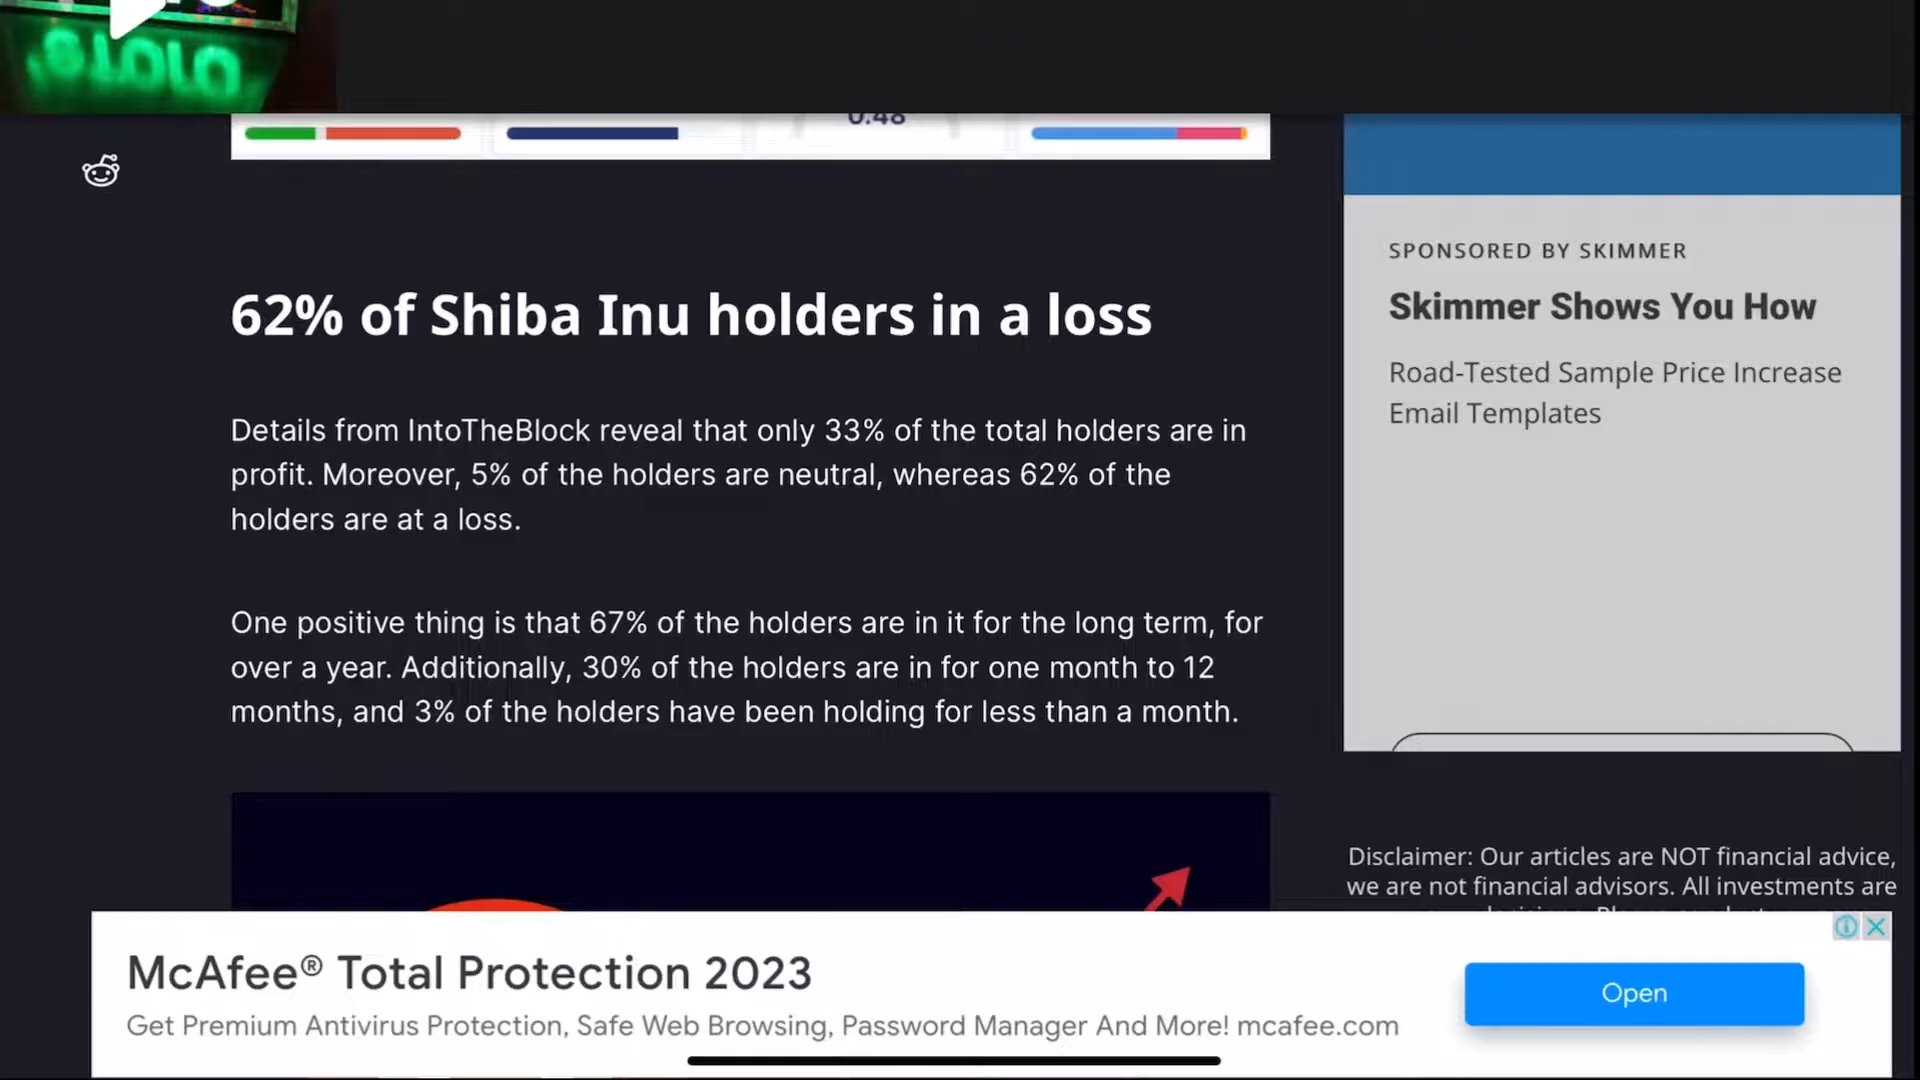 0.48
62% of Shiba Inu holders in a loss
Details from IntoTheBlock reveal that only 33% of the total holders are in
profit. Moreover, 5% of the holders are neutral, whereas 62% of the
holders are at a loss.
One positive thing is that 67% of the holders are in it for the long term, for
over a year. Additionally, 30% of the holders are in for one month to 12
months, and 3% of the holders have been holding for less than a month.
SPONSORED BY SKIMMER
Skimmer Shows You How
Road-Tested Sample Price Increase
Email Templates
Disclaimer: Our articles are NOT financial advice,
we are not financial advisors. All investments are
McAfee® Total Protection 2023
Get Premium Antivirus Protection, Safe Web Browsing, Password Manager And More! mcafee.com
Open